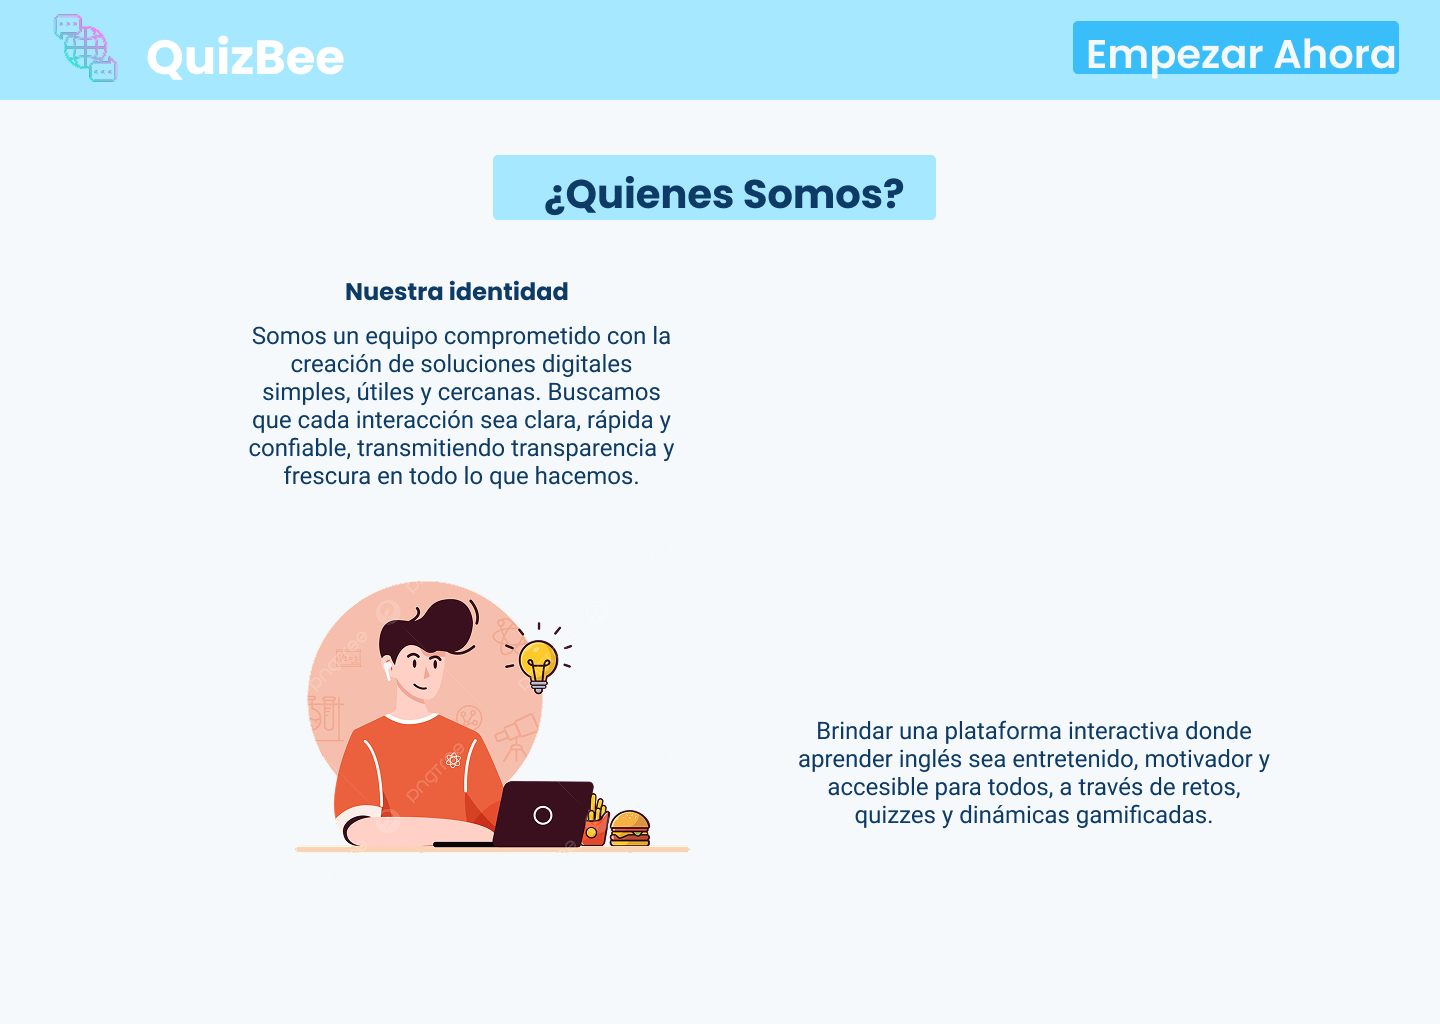 QuizBee
Empezar Ahora
¿Quienes Somos?
Nuestra identidad
Somos un equipo comprometido con la
creación de soluciones digitales
simples, útiles y cercanas. Buscamos
que cada interacción sea clara, rápida y
confiable, transmitiendo transparencia y
frescura en todo lo que hacemos.
pngtree
pngtree
Brindar una plataforma interactiva donde
aprender inglés sea entretenido, motivador y
accesible para todos, a través de retos,
quizzes y dinámicas gamificadas.